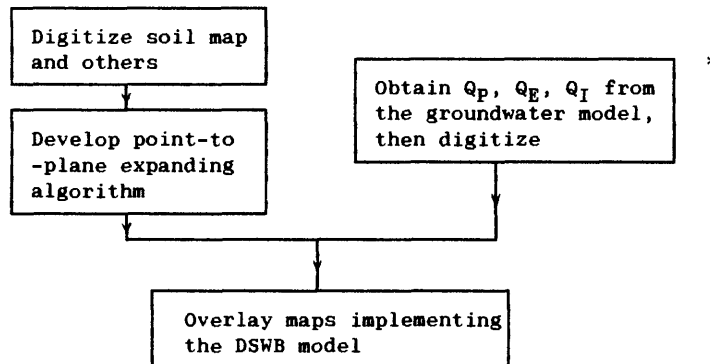 Digitize soil map
and others
Obtain Q_P, Q_E, Q_I from
the groundwater model,
then digitize
Develop point-to
-plane expanding
algorithm
Overlay maps implementing
the DSWB model